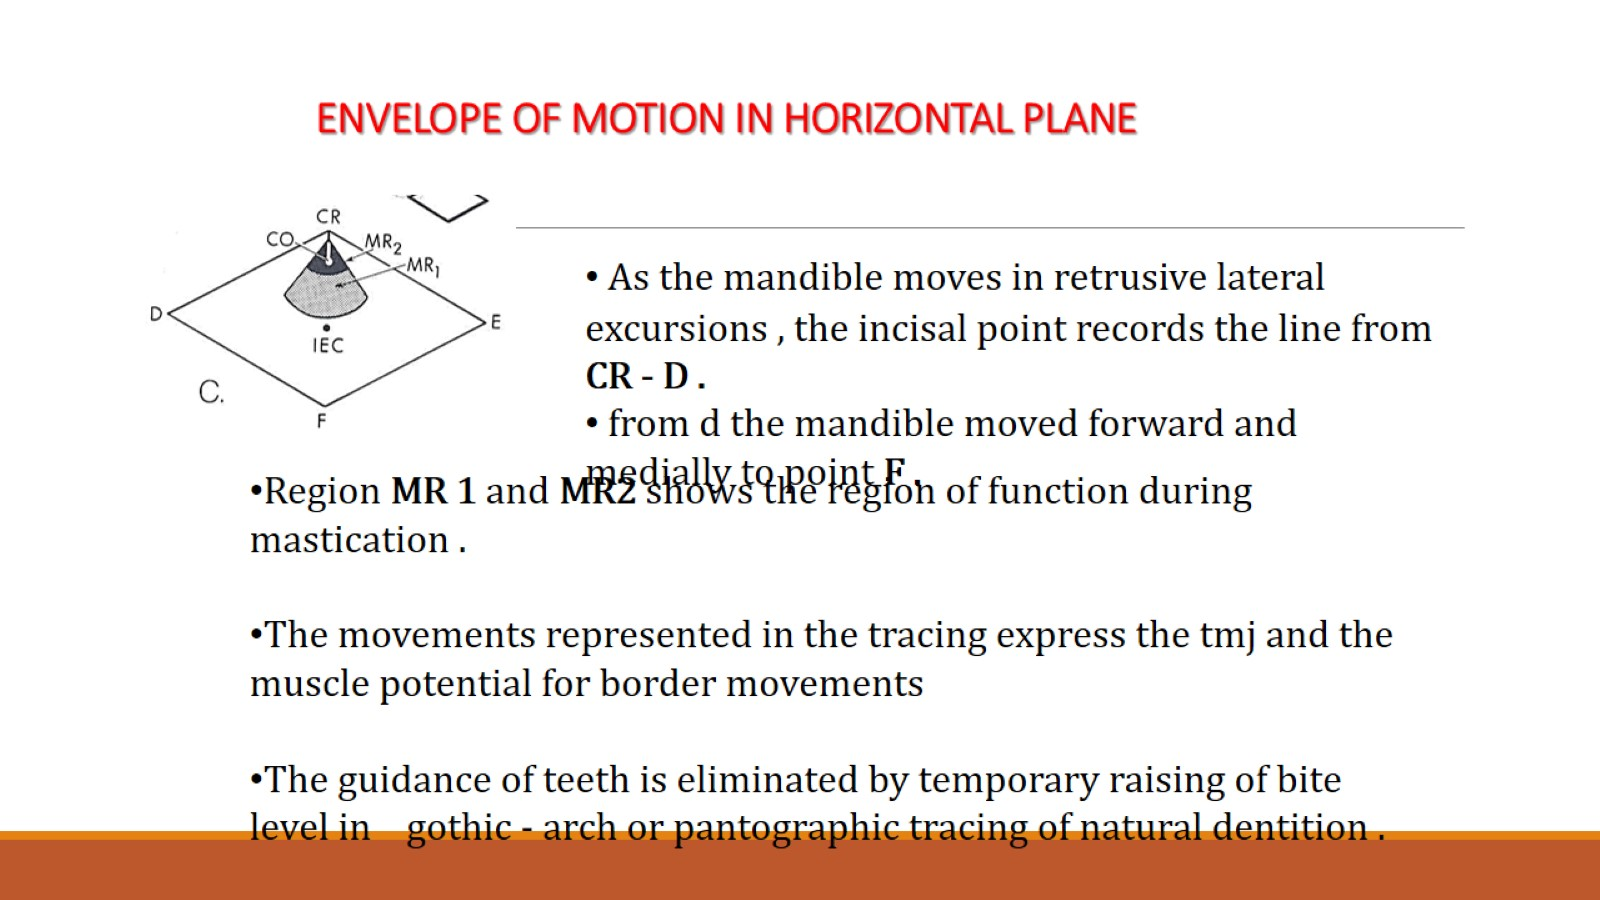 ENVELOPE OF MOTION IN HORIZONTAL PLANE
CR
CO
MR2
MR1
D
E
IEC
C.
F
• As the mandible moves in retrusive lateral
excursions , the incisal point records the line from
CR - D .
• from d the mandible moved forward and
medially to point F .
•Region MR 1 and MR2 shows the region of function during
mastication .
•The movements represented in the tracing express the tmj and the
muscle potential for border movements
•The guidance of teeth is eliminated by temporary raising of bite
level in gothic - arch or pantographic tracing of natural dentition .